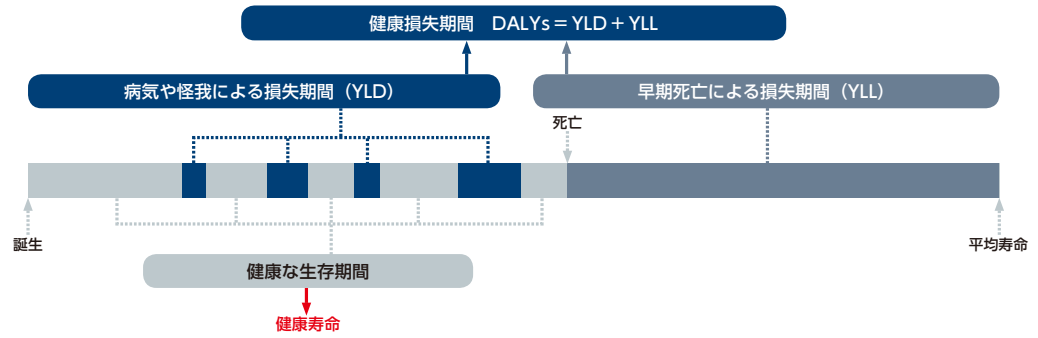 健康損失期間　DALYs＝YLD＋YLL
病気や怪我による損失期間（YLD）
早期死亡による損失期間（YLL）
死亡
誕生
平均寿命
健康な生存期間
健康寿命